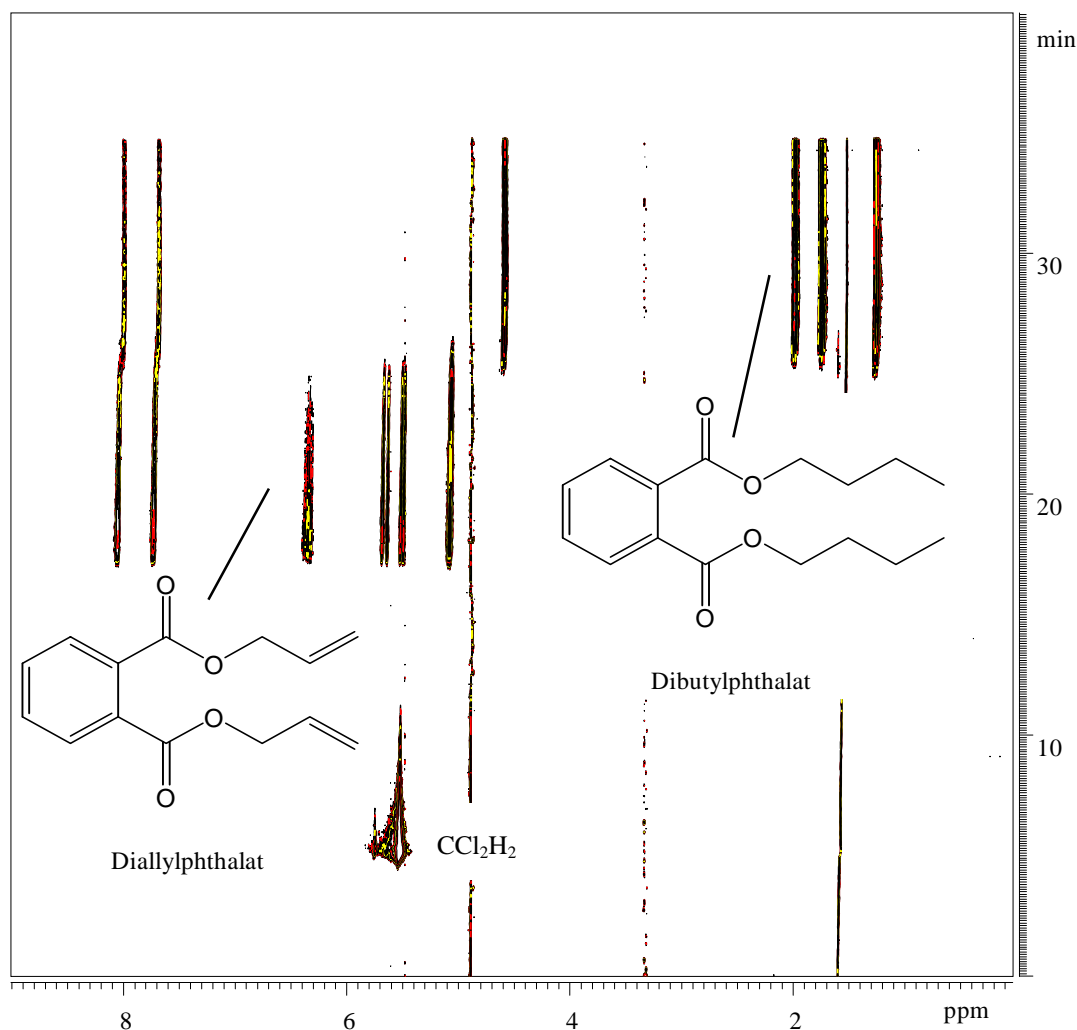 min
30
O
O
20
O
O
O
O
Dibutylphthalat
O
10
O
CCl₂H₂
Diallylphthalat
8
6
4
2
ppm